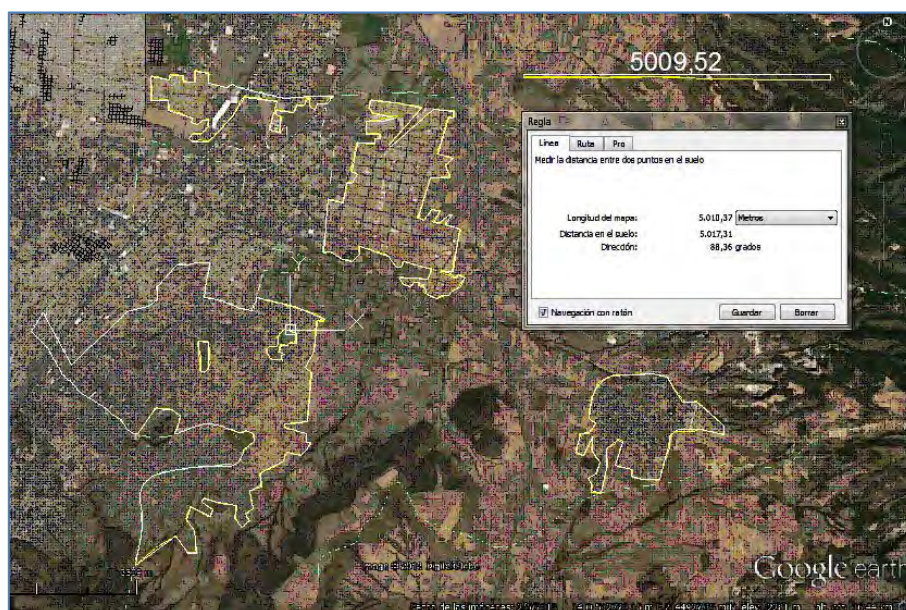 N
5009,52
Regla
Línea Ruta Pro
Medir la distancia entre dos puntos en el suelo
Longitud del mapa: 5.010,37 Metros
Distancia en el suelo: 5.017,31
Dirección: 88,36 grados
Navegación con ratón Guardar Borrar
Y
X
Google earth